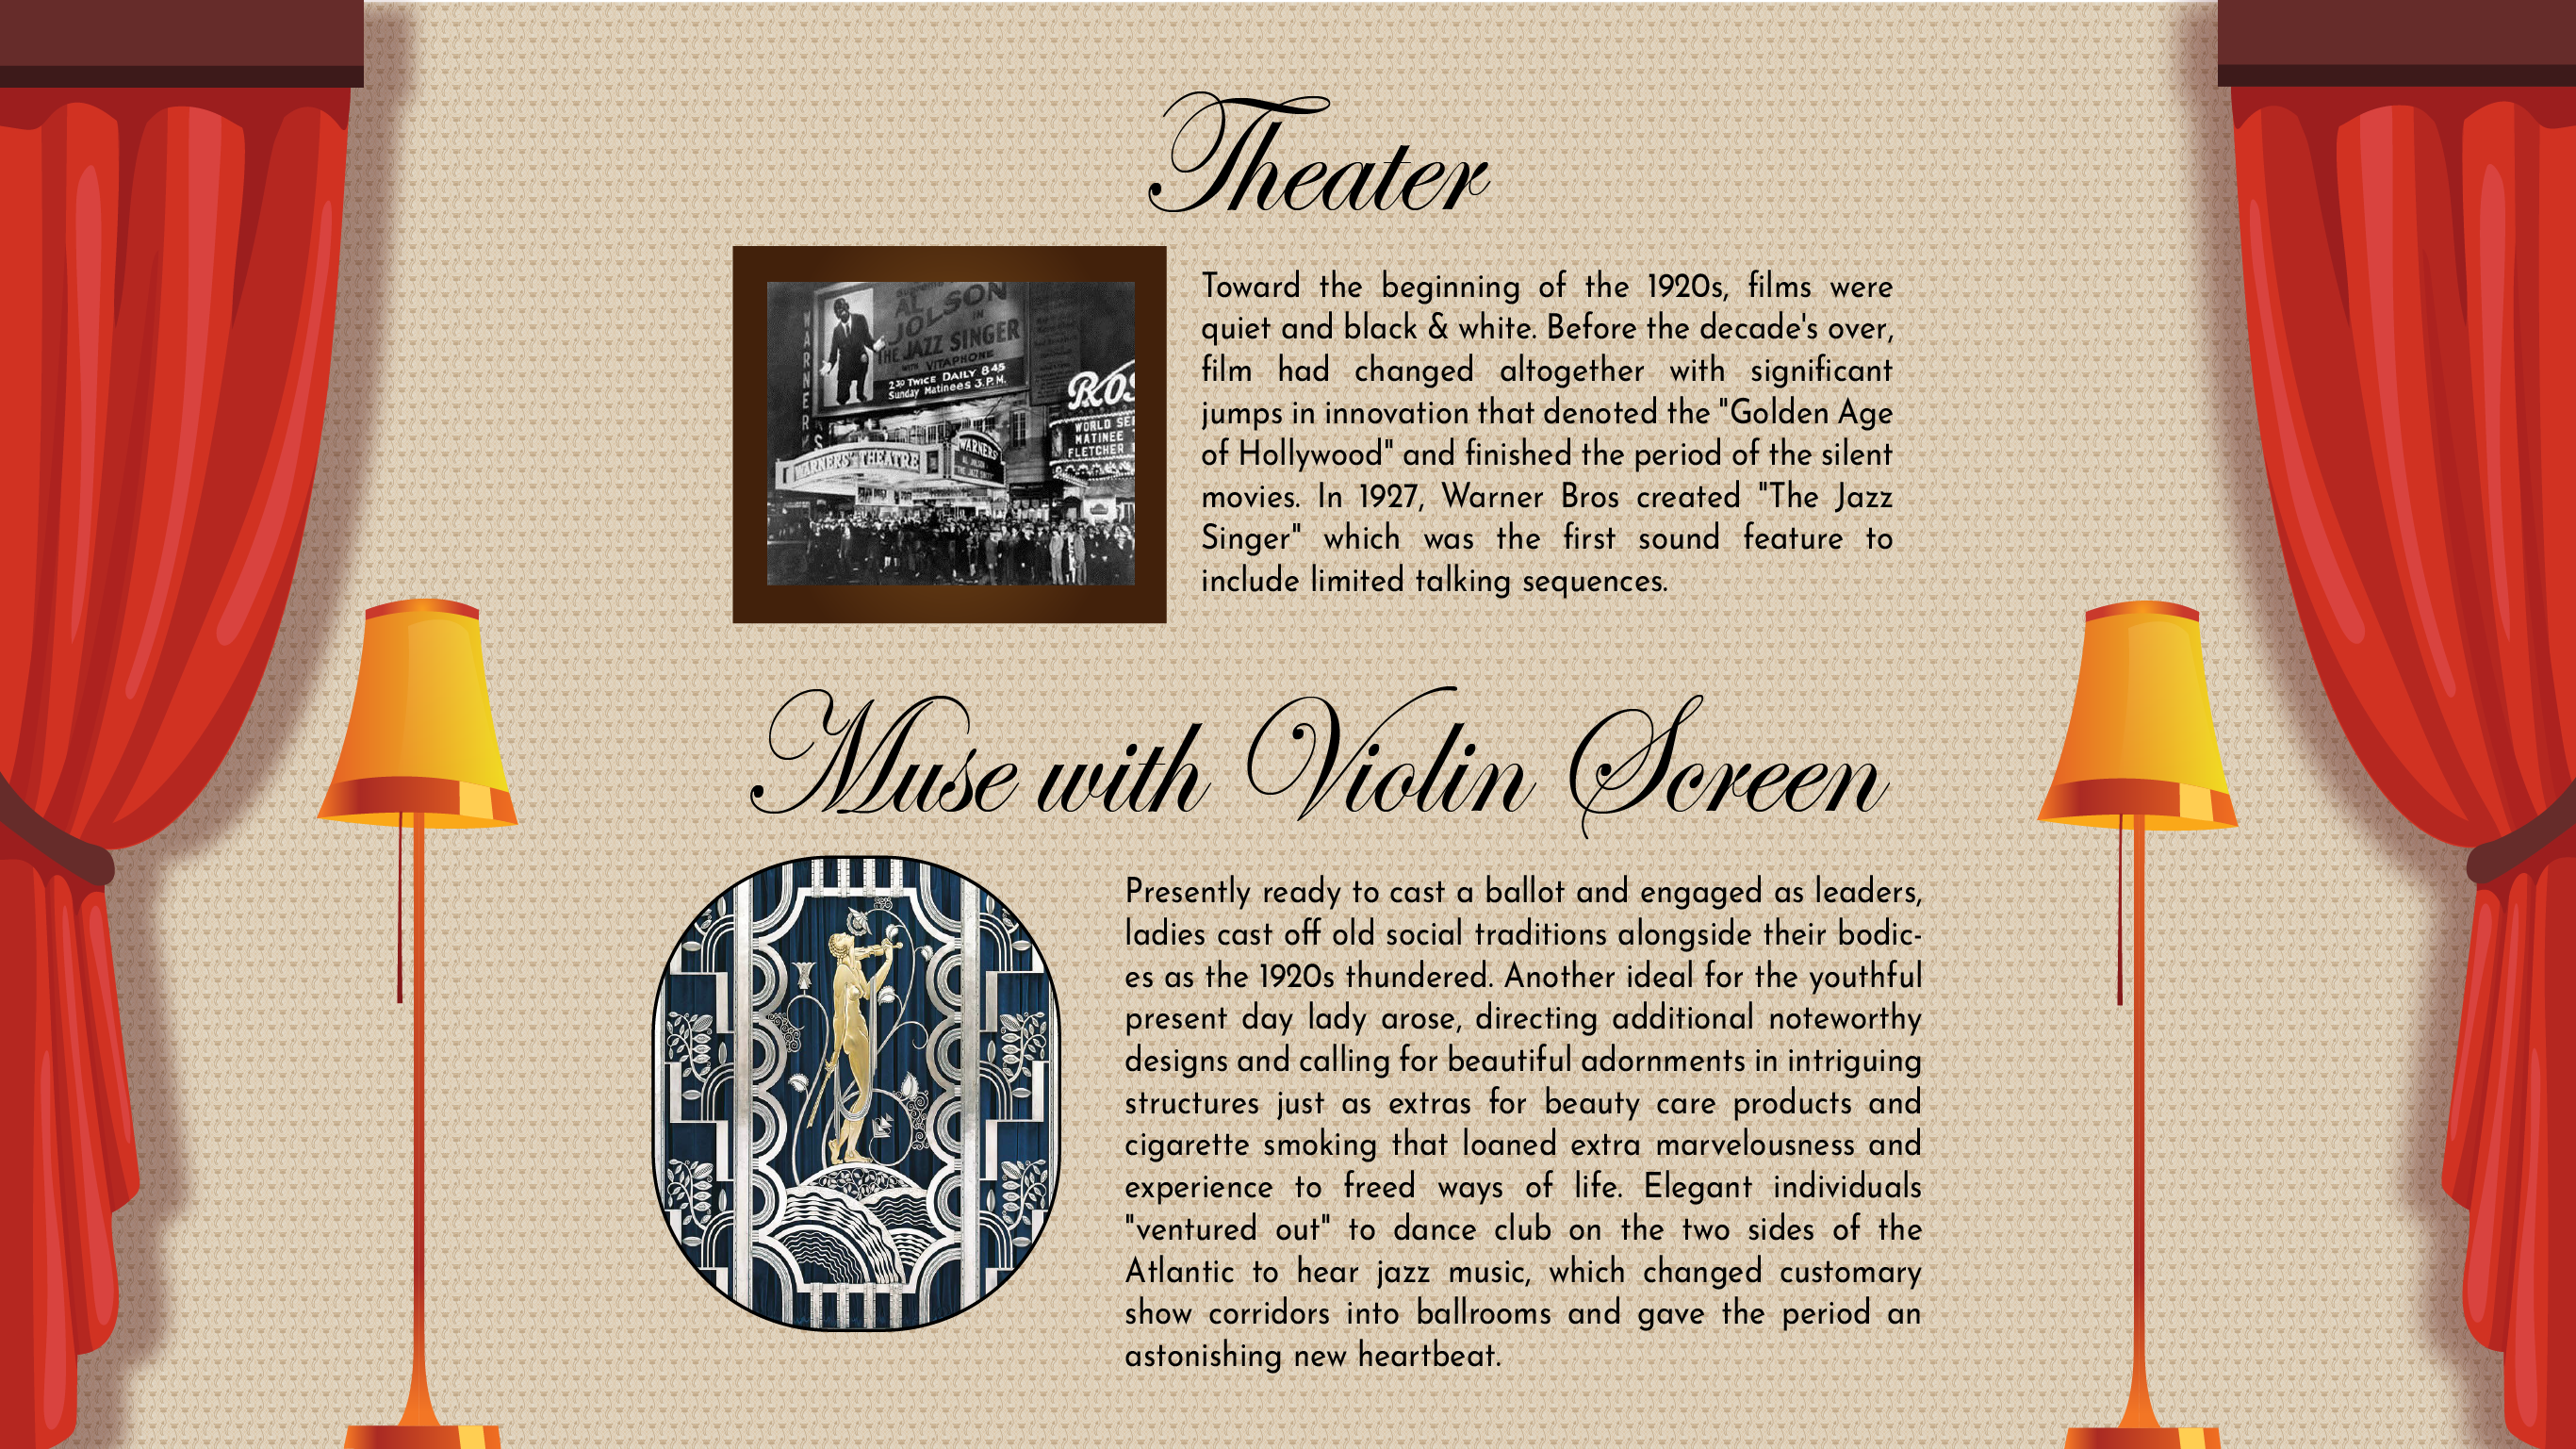 Theater
AL
JOLSON
IN
THE JAZZ SINGER
WITH VITAPHONE
2³⁰ TWICE DAILY 8⁴⁵
Sunday Matinees 3.P.M.
WARNER
WARNERS' THEATRE
WARNERS'
WORLD SE
MATINEE
FLETCHER
Toward the beginning of the 1920s, films were
quiet and black & white. Before the decade's over,
film had changed altogether with significant
jumps in innovation that denoted the "Golden Age
of Hollywood" and finished the period of the silent
movies. In 1927, Warner Bros created "The Jazz
Singer" which was the first sound feature to
include limited talking sequences.
Muse with Violin Screen
Presently ready to cast a ballot and engaged as leaders,
ladies cast off old social traditions alongside their bodic-
es as the 1920s thundered. Another ideal for the youthful
present day lady arose, directing additional noteworthy
designs and calling for beautiful adornments in intriguing
structures just as extras for beauty care products and
cigarette smoking that loaned extra marvelousness and
experience to freed ways of life. Elegant individuals
"ventured out" to dance club on the two sides of the
Atlantic to hear jazz music, which changed customary
show corridors into ballrooms and gave the period an
astonishing new heartbeat.